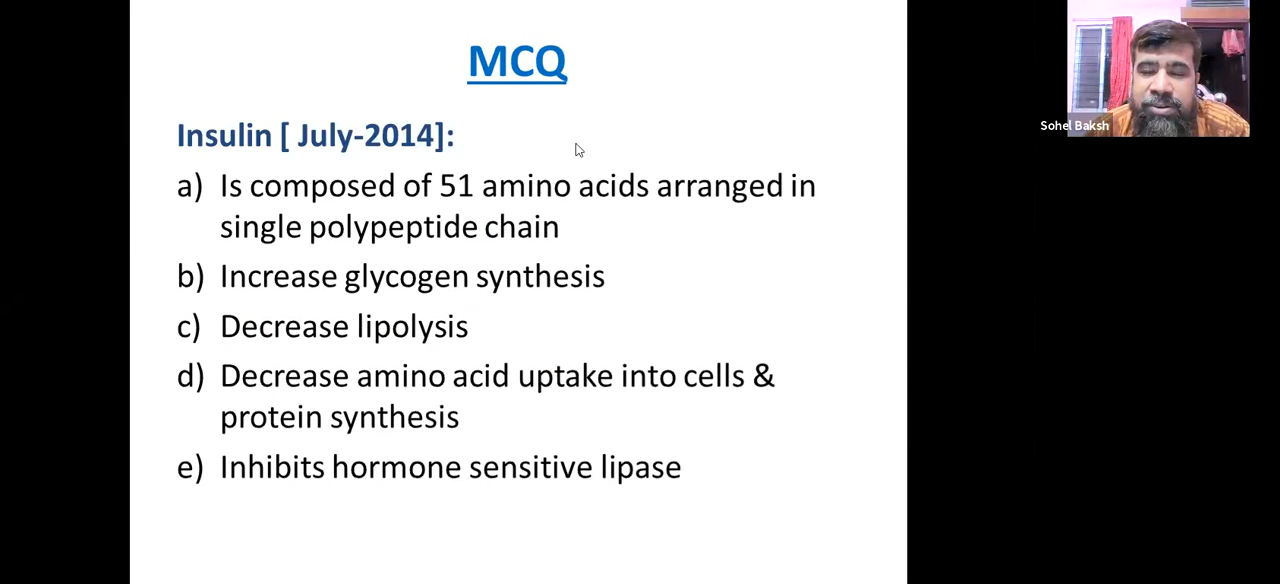 MCQ
Insulin [ July-2014]:
a) Is composed of 51 amino acids arranged in
single polypeptide chain
b) Increase glycogen synthesis
c) Decrease lipolysis
d) Decrease amino acid uptake into cells &
protein synthesis
e) Inhibits hormone sensitive lipase
Sohel Baksh